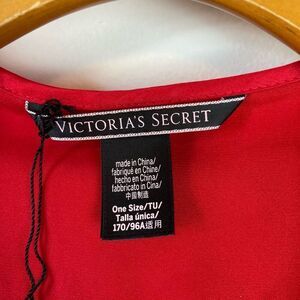 VICTORIA'S SECRET
made in China/
fabriqué en Chine/
hecho en China/
fabbricato in Cina/
中国制造
One Size/TU/
Talla única/
170/96A适用